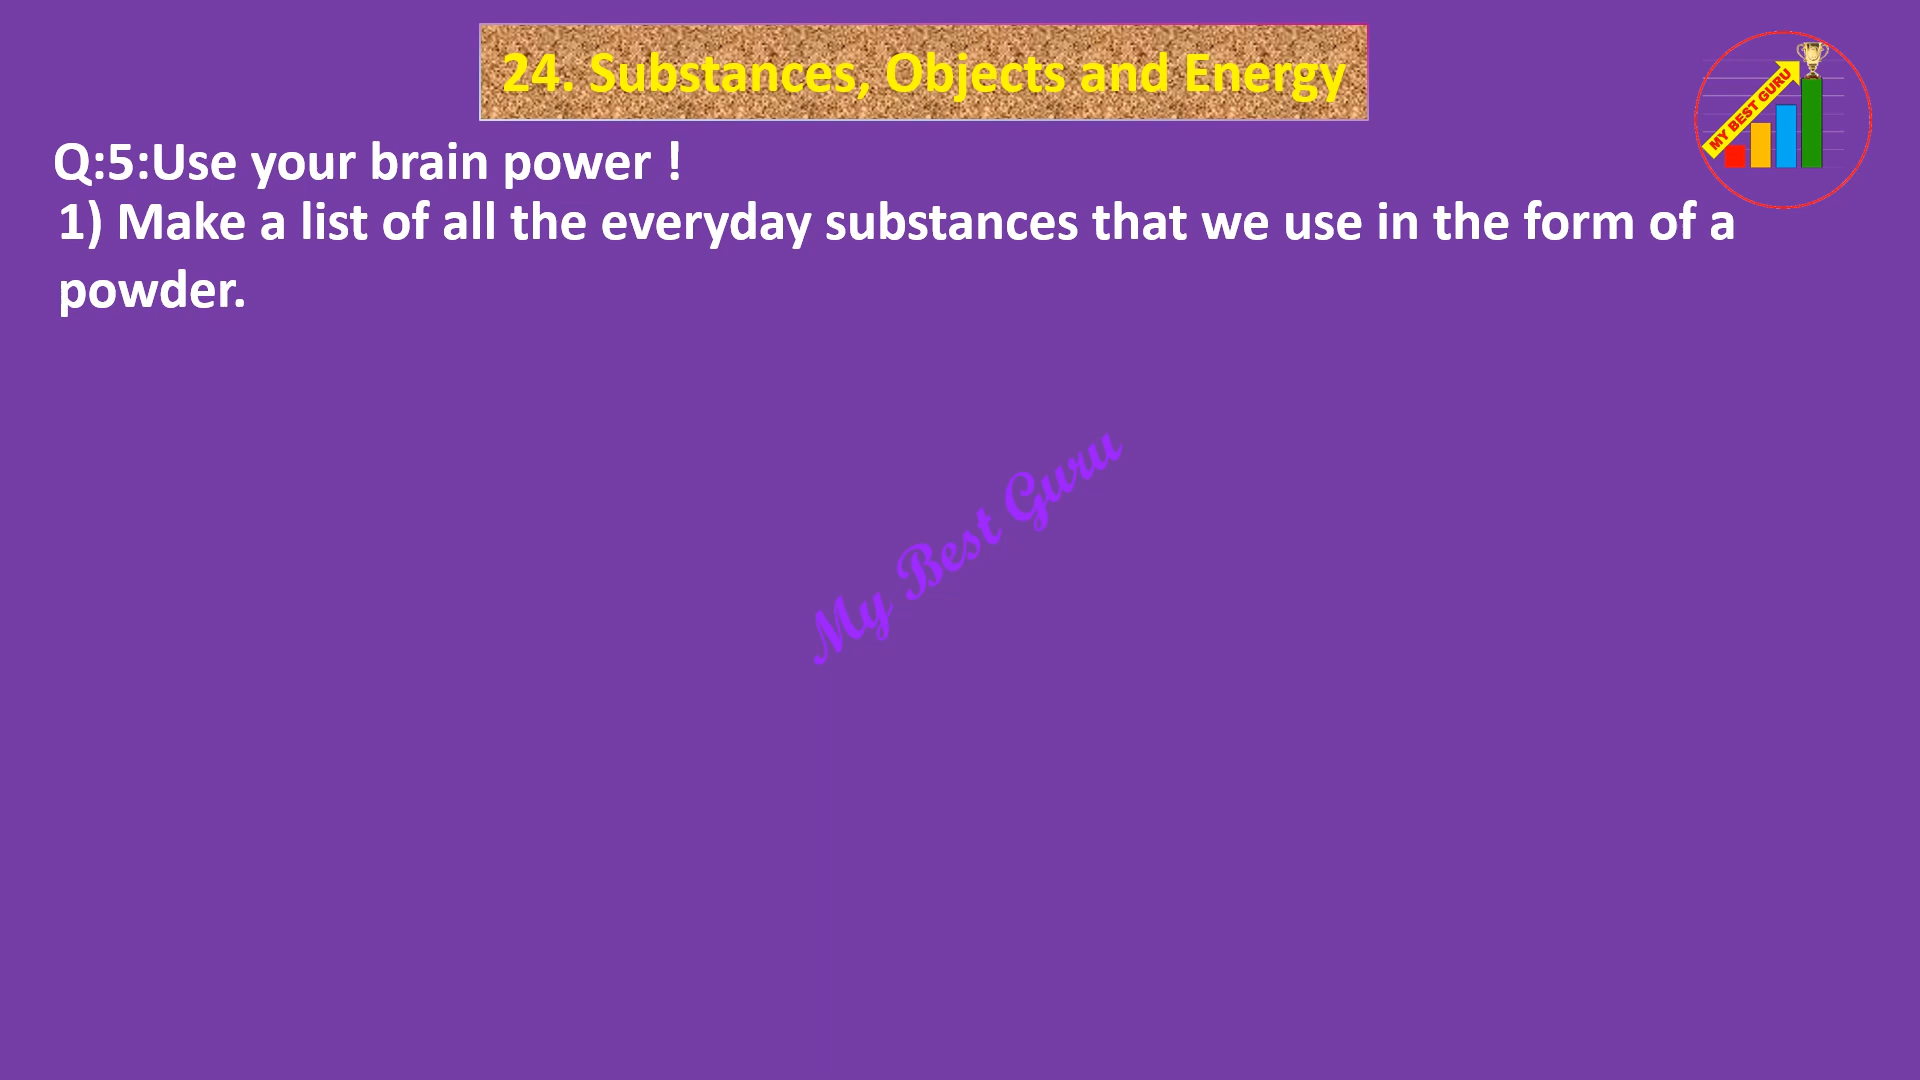 24. Substances, Objects and Energy
MY BEST GURU
Q:5:Use your brain power !
1) Make a list of all the everyday substances that we use in the form of a
powder.
My Best Guru